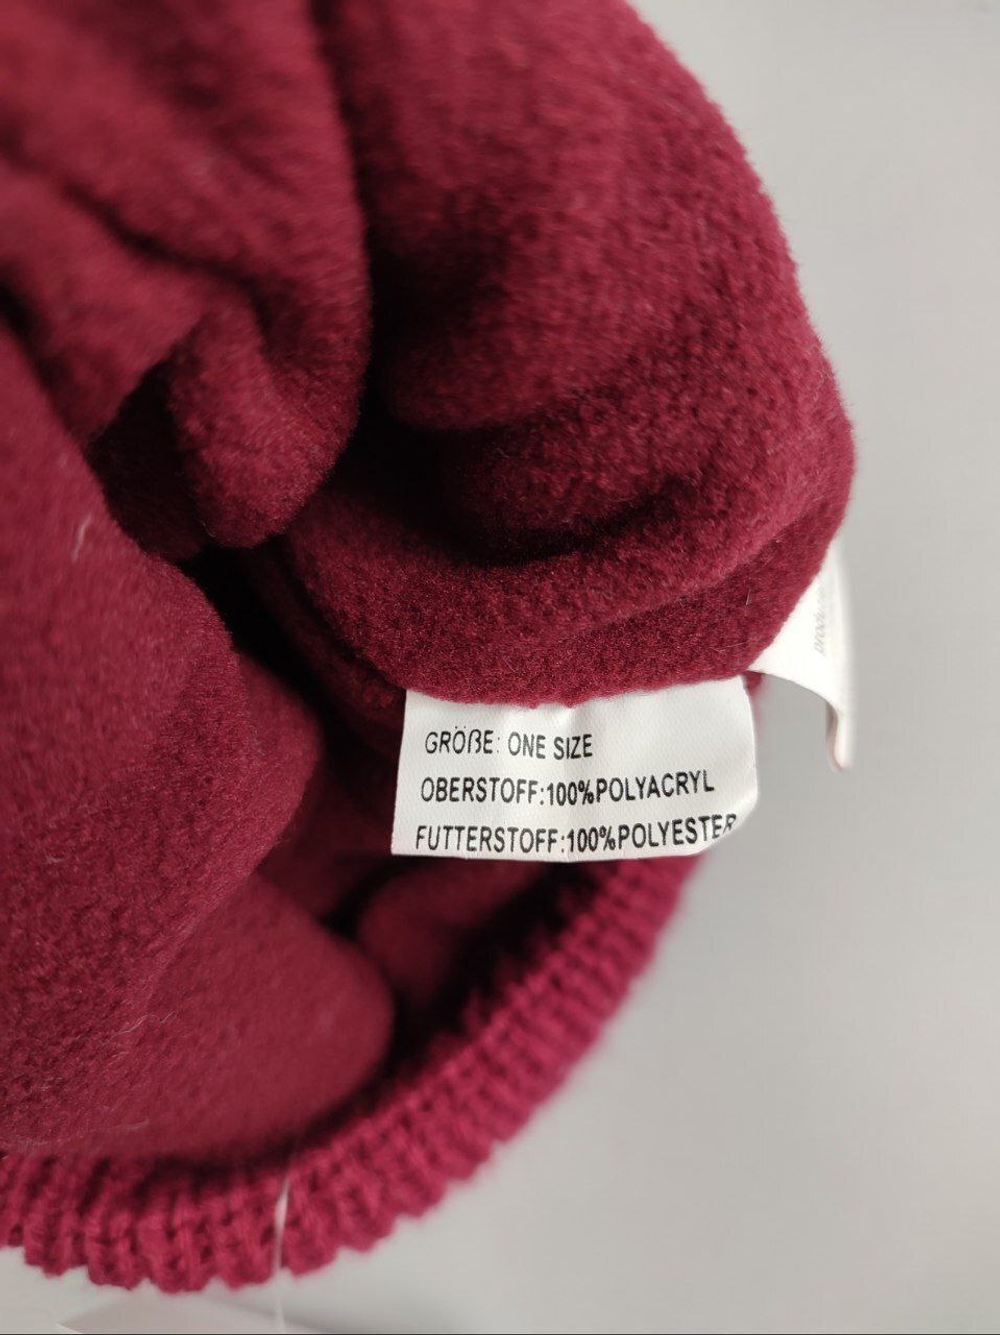 GRÖßE: ONE SIZE
OBERSTOFF:100%POLYACRYL
FUTTERSTOFF:100%POLYESTER